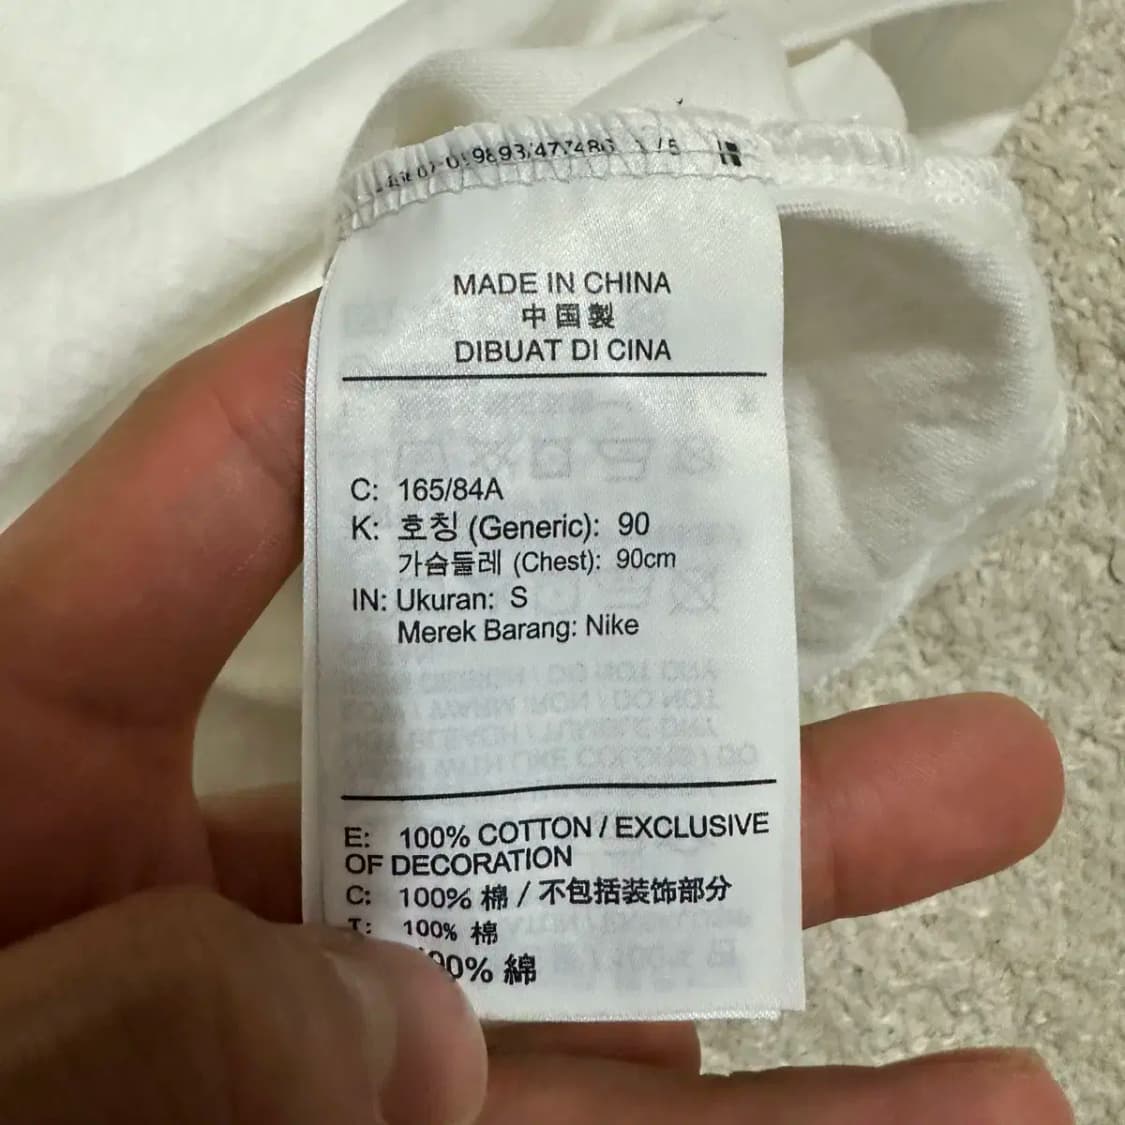 MADE IN CHINA
中国製
DIBUAT DI CINA
C: 165/84A
K: 호칭 (Generic): 90
가슴둘레 (Chest): 90cm
IN: Ukuran: S
Merek Barang: Nike
E: 100% COTTON / EXCLUSIVE
OF DECORATION
C: 100% 棉 / 不包括装饰部分
T: 100% 棉
% 綿